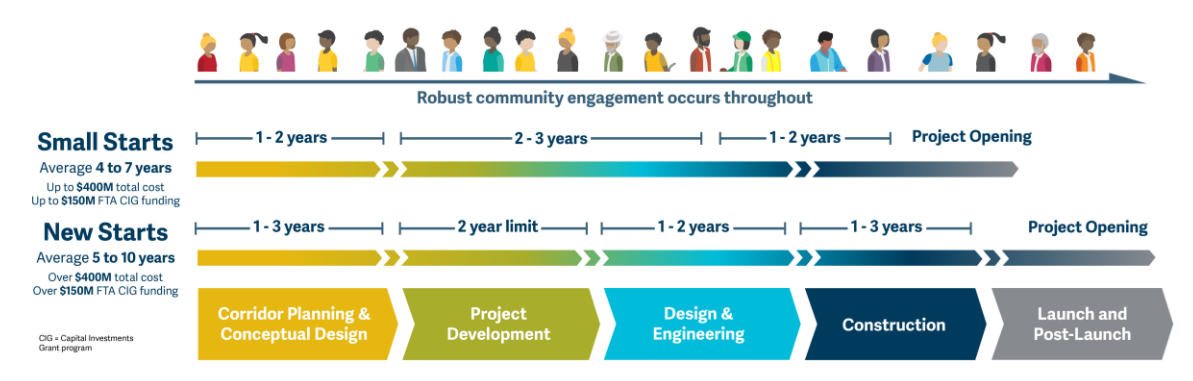 Robust community engagement occurs throughout
Small Starts
Average 4 to 7 years
Up to $400M total cost
Up to $150M FTA CIG funding
1 - 2 years
2 - 3 years
1 - 2 years
Project Opening
New Starts
Average 5 to 10 years
Over $400M total cost
Over $150M FTA CIG funding
1 - 3 years
2 year limit
1 - 2 years
1 - 3 years
Project Opening
Corridor Planning &
Conceptual Design
Project
Development
Design &
Engineering
Construction
Launch and
Post-Launch
CIG = Capital Investments
Grant program